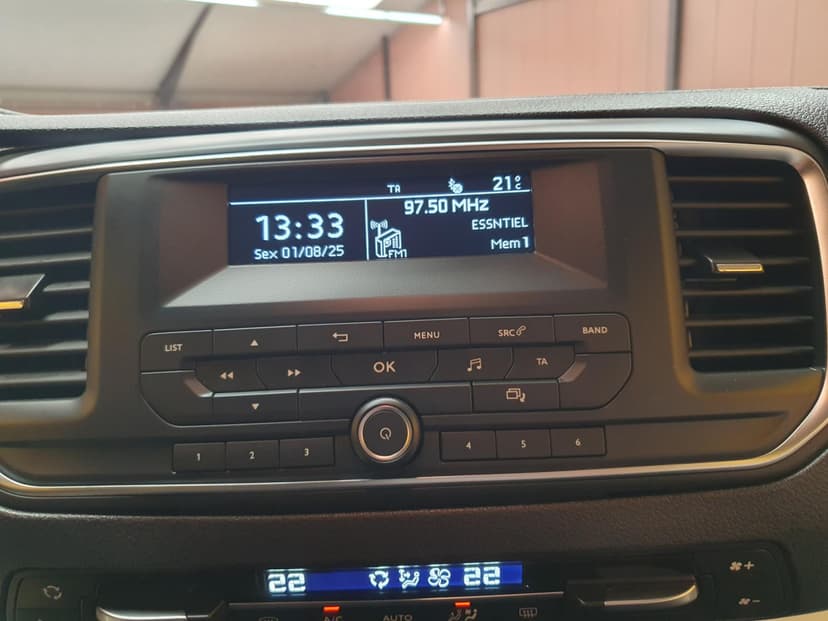 TA 21°C
97.50 MHz
13:33
ESSNTIEL
Sex 01/08/25
FM1
Mem 1
LIST
MENU
SRC
BAND
OK
TA
1 2 3
4 5 6
22 22
A/C AUTO